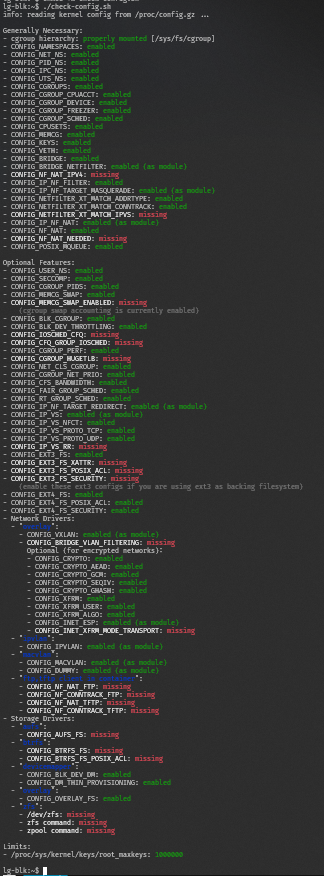 lg-blk:~$ ./check-config.sh
info: reading kernel config from /proc/config.gz ...
Generally Necessary:
- cgroup hierarchy: properly mounted [/sys/fs/cgroup]
- CONFIG_NAMESPACES: enabled
- CONFIG_NET_NS: enabled
- CONFIG_PID_NS: enabled
- CONFIG_IPC_NS: enabled
- CONFIG_UTS_NS: enabled
- CONFIG_CGROUPS: enabled
- CONFIG_CGROUP_CPUACCT: enabled
- CONFIG_CGROUP_DEVICE: enabled
- CONFIG_CGROUP_FREEZER: enabled
- CONFIG_CGROUP_SCHED: enabled
- CONFIG_CPUSETS: enabled
- CONFIG_MEMCG: enabled
- CONFIG_KEYS: enabled
- CONFIG_VETH: enabled
- CONFIG_BRIDGE: enabled
- CONFIG_BRIDGE_NETFILTER: enabled (as module)
- CONFIG_NF_NAT_IPV4: missing
- CONFIG_IP_NF_FILTER: enabled
- CONFIG_IP_NF_TARGET_MASQUERADE: enabled (as module)
- CONFIG_NETFILTER_XT_MATCH_ADDRTYPE: enabled
- CONFIG_NETFILTER_XT_MATCH_CONNTRACK: enabled
- CONFIG_NETFILTER_XT_MATCH_IPVS: missing
- CONFIG_IP_NF_NAT: enabled (as module)
- CONFIG_NF_NAT: enabled
- CONFIG_NF_NAT_NEEDED: missing
- CONFIG_POSIX_MQUEUE: enabled
Optional Features:
- CONFIG_USER_NS: enabled
- CONFIG_SECCOMP: enabled
- CONFIG_CGROUP_PIDS: enabled
- CONFIG_MEMCG_SWAP: enabled
- CONFIG_MEMCG_SWAP_ENABLED: missing
(cgroup swap accounting is currently enabled)
- CONFIG_BLK_CGROUP: enabled
- CONFIG_BLK_DEV_THROTTLING: enabled
- CONFIG_IOSCHED_CFQ: missing
- CONFIG_CFQ_GROUP_IOSCHED: missing
- CONFIG_CGROUP_PERF: enabled
- CONFIG_CGROUP_HUGETLB: missing
- CONFIG_NET_CLS_CGROUP: enabled
- CONFIG_CGROUP_NET_PRIO: enabled
- CONFIG_CFS_BANDWIDTH: enabled
- CONFIG_FAIR_GROUP_SCHED: enabled
- CONFIG_RT_GROUP_SCHED: enabled
- CONFIG_IP_NF_TARGET_REDIRECT: enabled (as module)
- CONFIG_IP_VS: enabled (as module)
- CONFIG_IP_VS_NFCT: enabled
- CONFIG_IP_VS_PROTO_TCP: enabled
- CONFIG_IP_VS_PROTO_UDP: enabled
- CONFIG_IP_VS_RR: missing
- CONFIG_EXT3_FS: enabled
- CONFIG_EXT3_FS_XATTR: missing
- CONFIG_EXT3_FS_POSIX_ACL: missing
- CONFIG_EXT3_FS_SECURITY: missing
(enable these ext3 configs if you are using ext3 as backing filesystem)
- CONFIG_EXT4_FS: enabled
- CONFIG_EXT4_FS_POSIX_ACL: enabled
- CONFIG_EXT4_FS_SECURITY: enabled
- Network Drivers:
- "overlay":
- CONFIG_VXLAN: enabled (as module)
- CONFIG_BRIDGE_VLAN_FILTERING: missing
Optional (for encrypted networks):
- CONFIG_CRYPTO: enabled
- CONFIG_CRYPTO_AEAD: enabled
- CONFIG_CRYPTO_GCM: enabled
- CONFIG_CRYPTO_SEQIV: enabled
- CONFIG_CRYPTO_GHASH: enabled
- CONFIG_XFRM: enabled
- CONFIG_XFRM_USER: enabled
- CONFIG_XFRM_ALGO: enabled
- CONFIG_INET_ESP: enabled (as module)
- CONFIG_INET_XFRM_MODE_TRANSPORT: missing
- "ipvlan":
- CONFIG_IPVLAN: enabled (as module)
- "macvlan":
- CONFIG_MACVLAN: enabled (as module)
- CONFIG_DUMMY: enabled (as module)
- "ftp,tftp client in container":
- CONFIG_NF_NAT_FTP: missing
- CONFIG_NF_CONNTRACK_FTP: missing
- CONFIG_NF_NAT_TFTP: missing
- CONFIG_NF_CONNTRACK_TFTP: missing
- Storage Drivers:
- "aufs":
- CONFIG_AUFS_FS: missing
- "btrfs":
- CONFIG_BTRFS_FS: missing
- CONFIG_BTRFS_FS_POSIX_ACL: missing
- "devicemapper":
- CONFIG_BLK_DEV_DM: enabled
- CONFIG_DM_THIN_PROVISIONING: enabled
- "overlay":
- CONFIG_OVERLAY_FS: enabled
- "zfs":
- /dev/zfs: missing
- zfs command: missing
- zpool command: missing
Limits:
- /proc/sys/kernel/keys/root_maxkeys: 1000000
lg-blk:~$